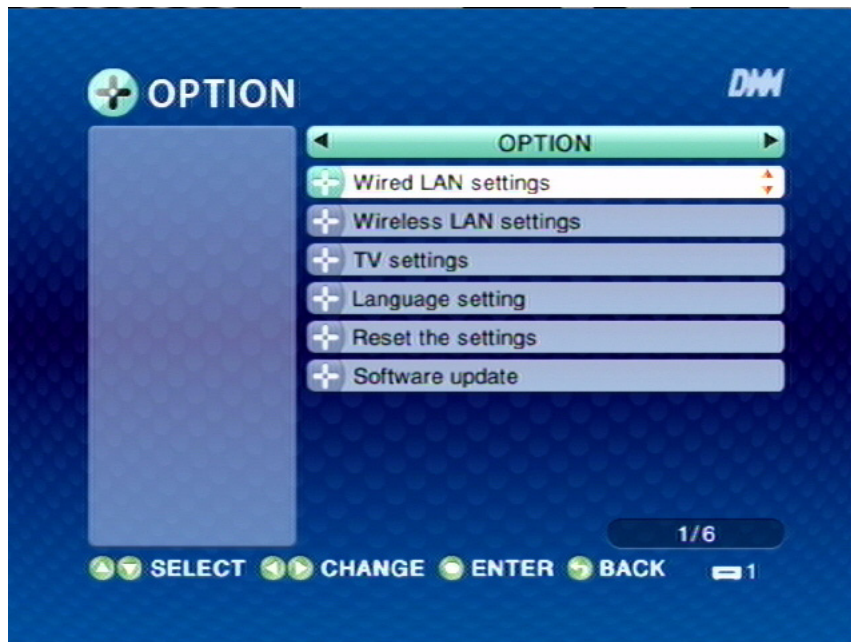 OPTION
DMM
OPTION
Wired LAN settings
Wireless LAN settings
TV settings
Language setting
Reset the settings
Software update
1/6
SELECT CHANGE ENTER BACK 1